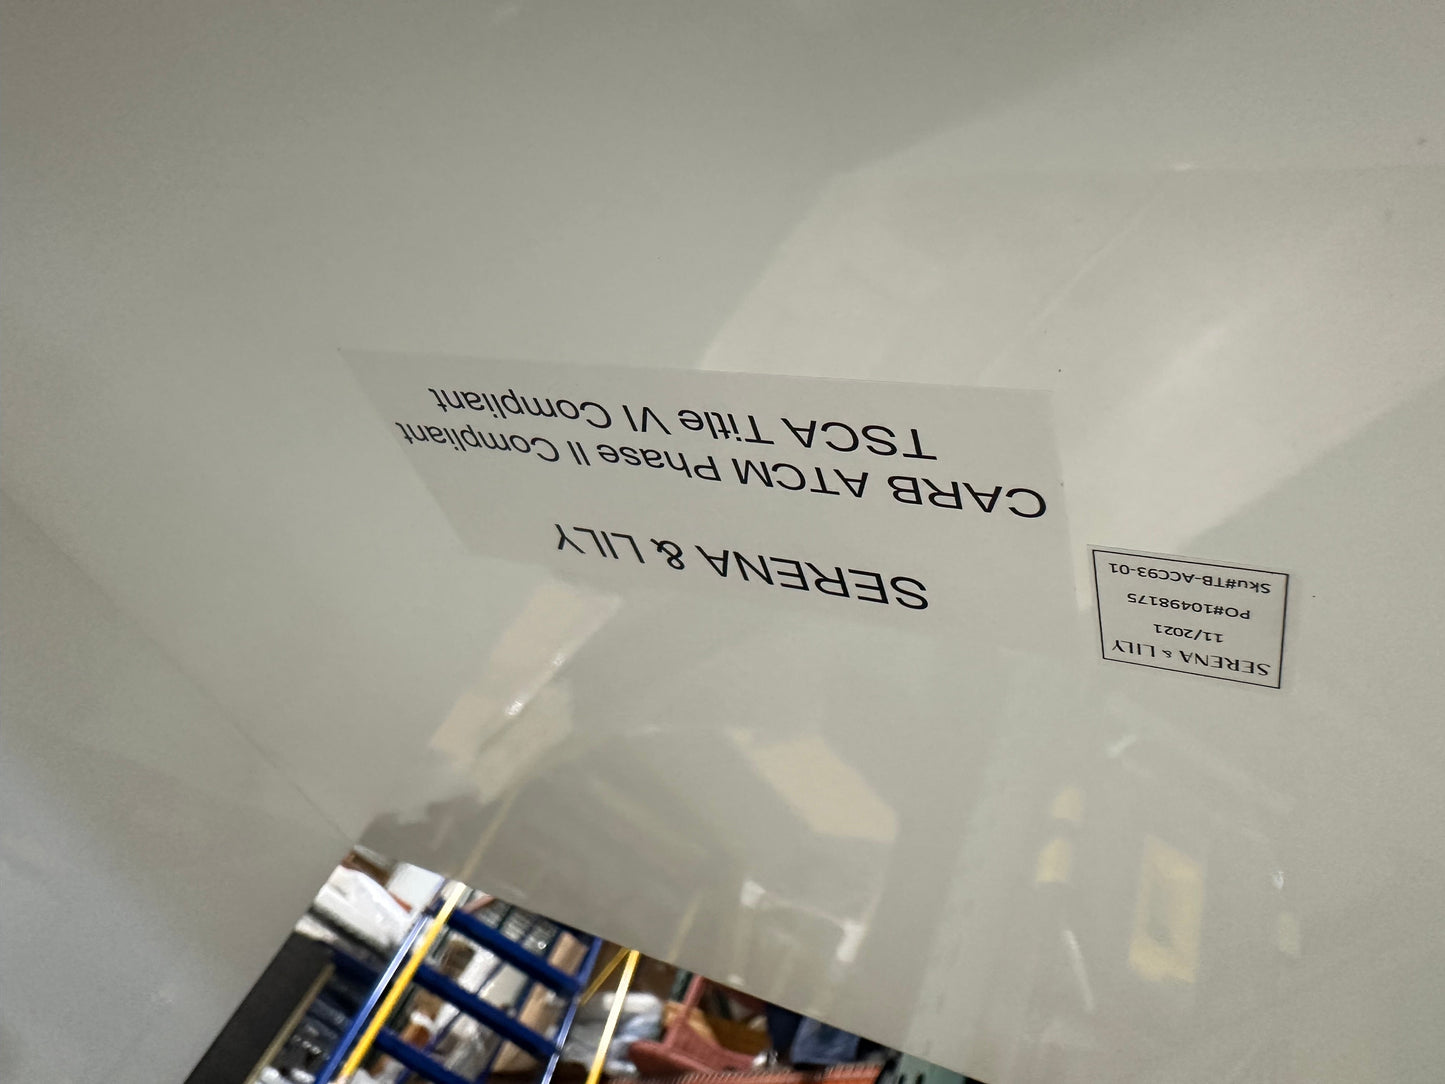 SERENA & LILY
CARB ATCM Phase II Compliant
TSCA Title VI Compliant
SERENA & LILY
11/2021
PO#10498175
Sku#TB-ACC93-01